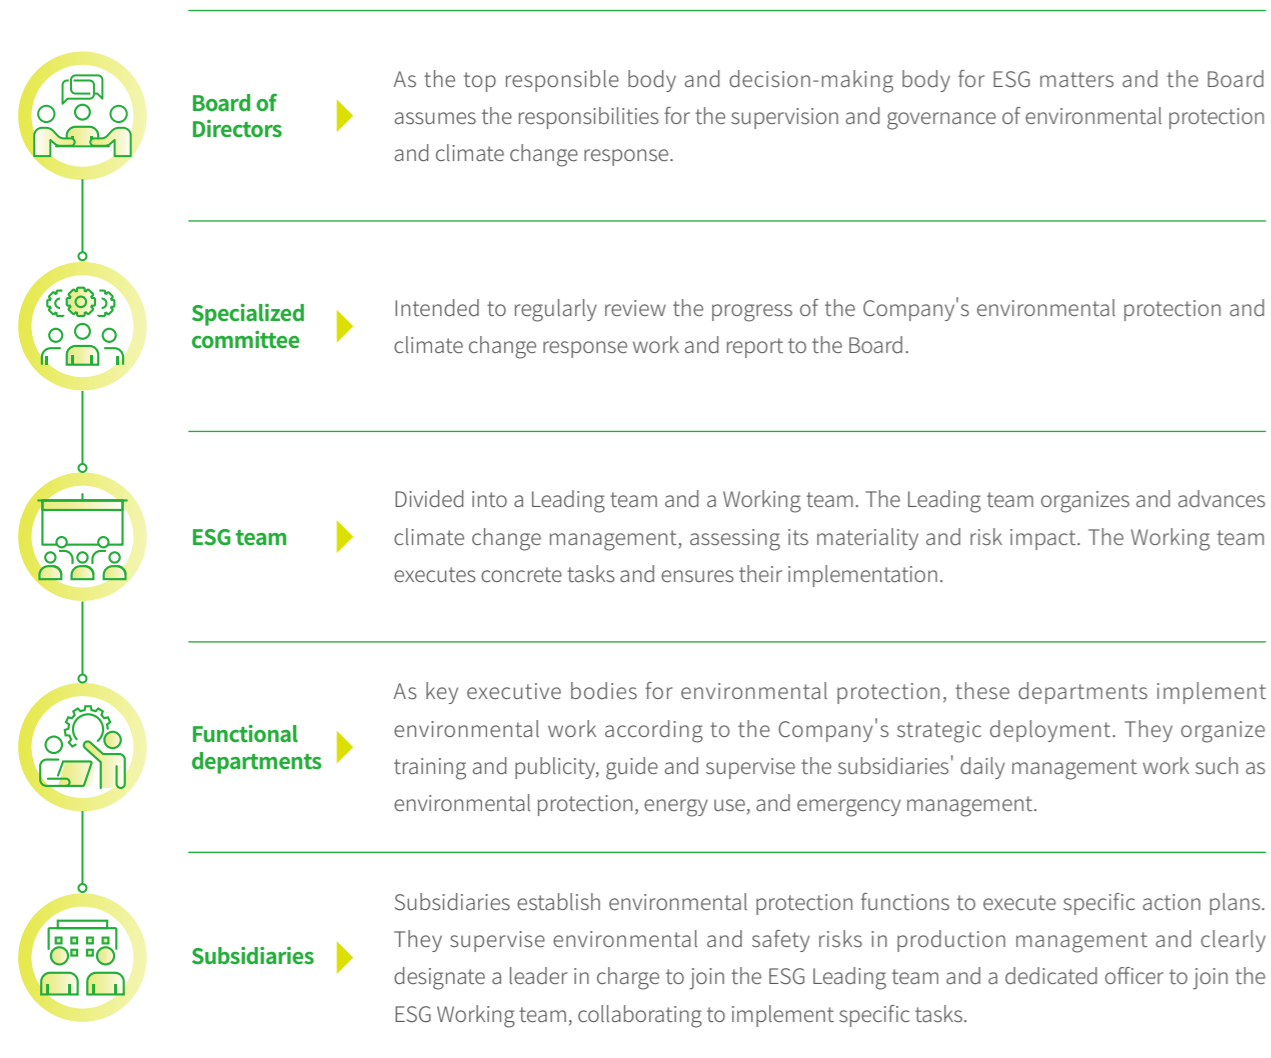 Board of
Directors
As the top responsible body and decision-making body for ESG matters and the Board
assumes the responsibilities for the supervision and governance of environmental protection
and climate change response.
Specialized
committee
Intended to regularly review the progress of the Company's environmental protection and
climate change response work and report to the Board.
ESG team
Divided into a Leading team and a Working team. The Leading team organizes and advances
climate change management, assessing its materiality and risk impact. The Working team
executes concrete tasks and ensures their implementation.
Functional
departments
As key executive bodies for environmental protection, these departments implement
environmental work according to the Company's strategic deployment. They organize
training and publicity, guide and supervise the subsidiaries' daily management work such as
environmental protection, energy use, and emergency management.
Subsidiaries
Subsidiaries establish environmental protection functions to execute specific action plans.
They supervise environmental and safety risks in production management and clearly
designate a leader in charge to join the ESG Leading team and a dedicated officer to join the
ESG Working team, collaborating to implement specific tasks.